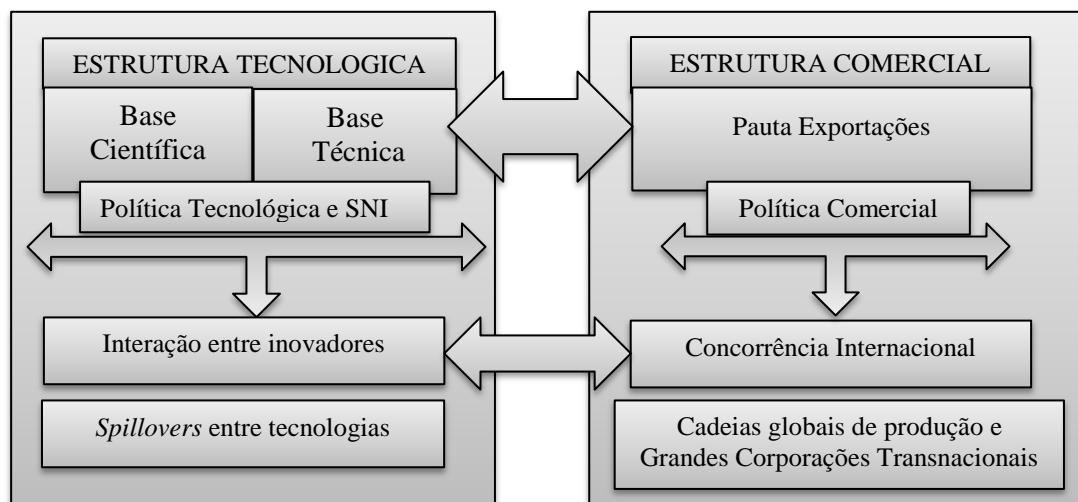 ESTRUTURA TECNOLOGICA
Base
Científica
Base
Técnica
Política Tecnológica e SNI
Interação entre inovadores
Spillovers entre tecnologias
ESTRUTURA COMERCIAL
Pauta Exportações
Política Comercial
Concorrência Internacional
Cadeias globais de produção e
Grandes Corporações Transnacionais